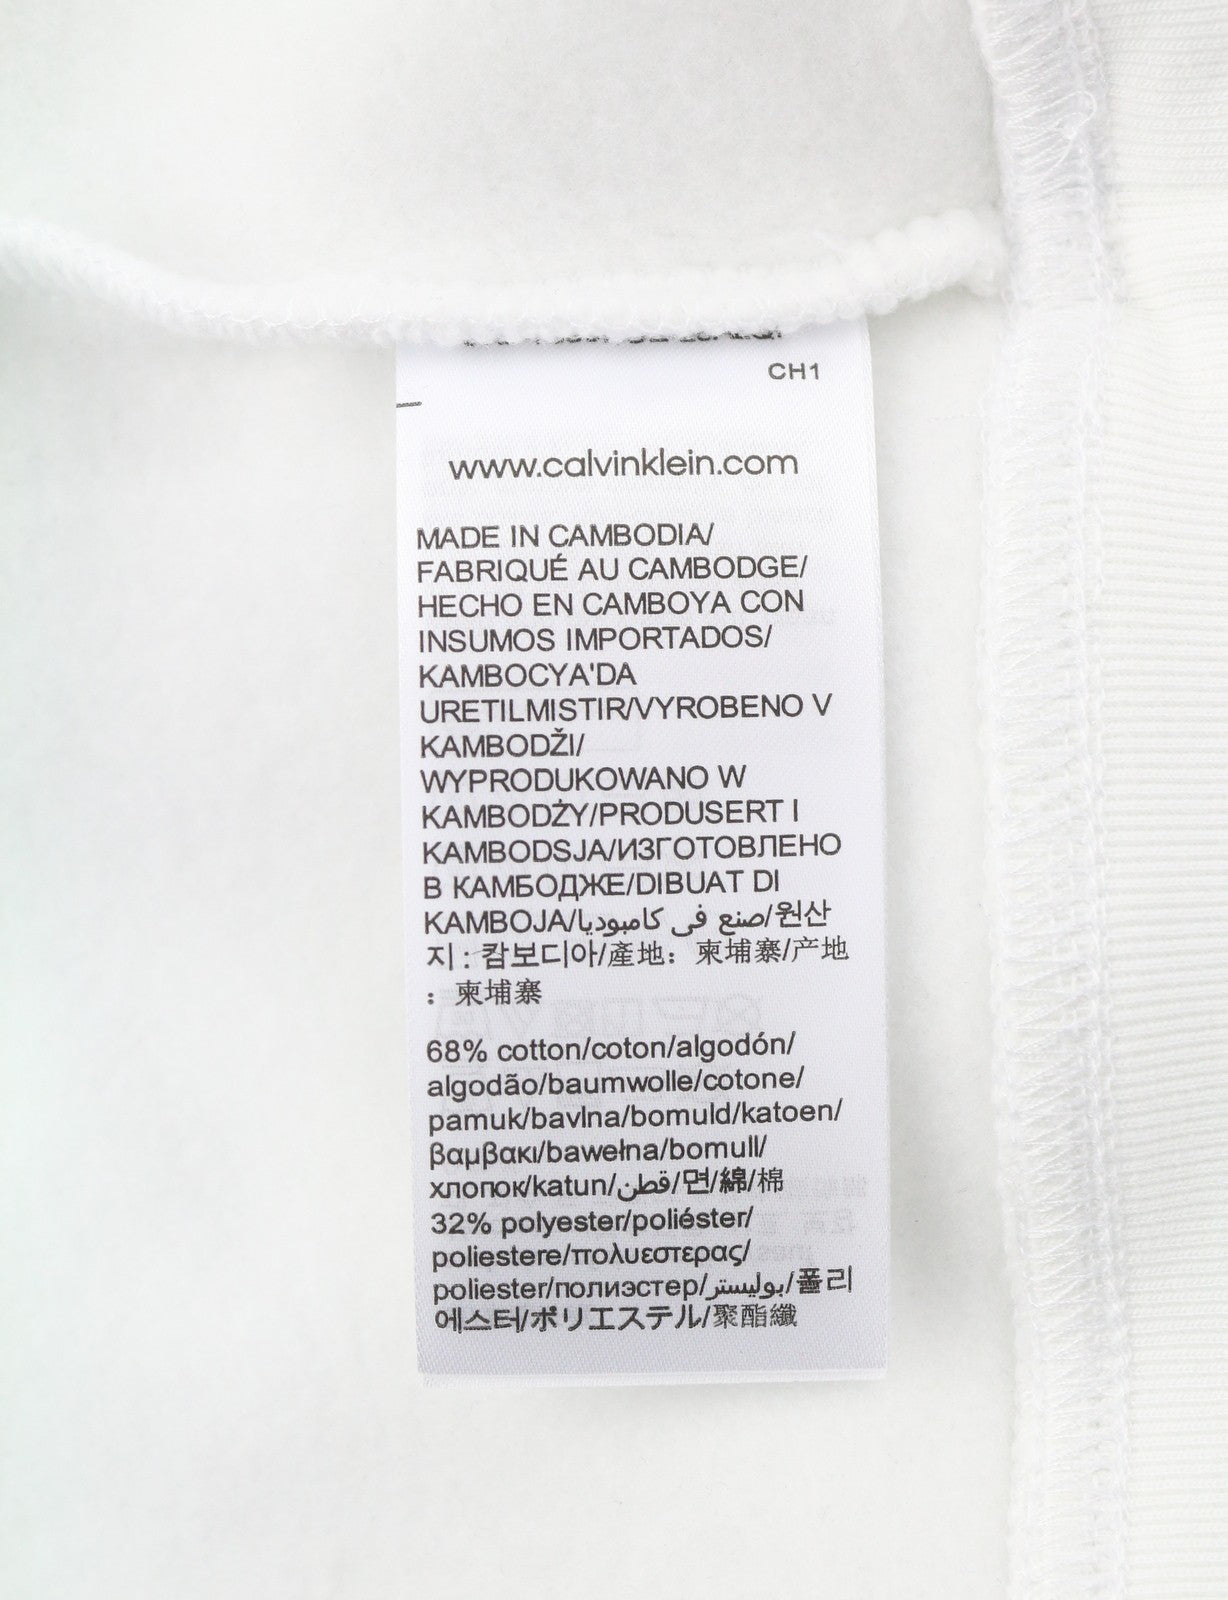 CH1
www.calvinklein.com
MADE IN CAMBODIA/
FABRIQUÉ AU CAMBODGE/
HECHO EN CAMBOYA CON
INSUMOS IMPORTADOS/
KAMBOCYA'DA
URETILMISTIR/VYROBENO V
KAMBODŽI/
WYPRODUKOWANO W
KAMBODŻY/PRODUSERT I
KAMBODSJA/ИЗГОТОВЛЕНО
В КАМБОДЖЕ/DIBUAT DI
KAMBOJA/صنع في كامبوديا/원산
지 : 캄보디아/產地：柬埔寨/产地
：柬埔寨
68% cotton/coton/algodón/
algodão/baumwolle/cotone/
pamuk/bavlna/bomuld/katoen/
βαμβακι/bawełna/bomull/
хлопок/katun/قطن/면/綿/棉
32% polyester/poliéster/
poliestere/πολυεστερας/
poliester/полиэстер/بوليستر/폴리
에스터/ポリエステル/聚酯纖